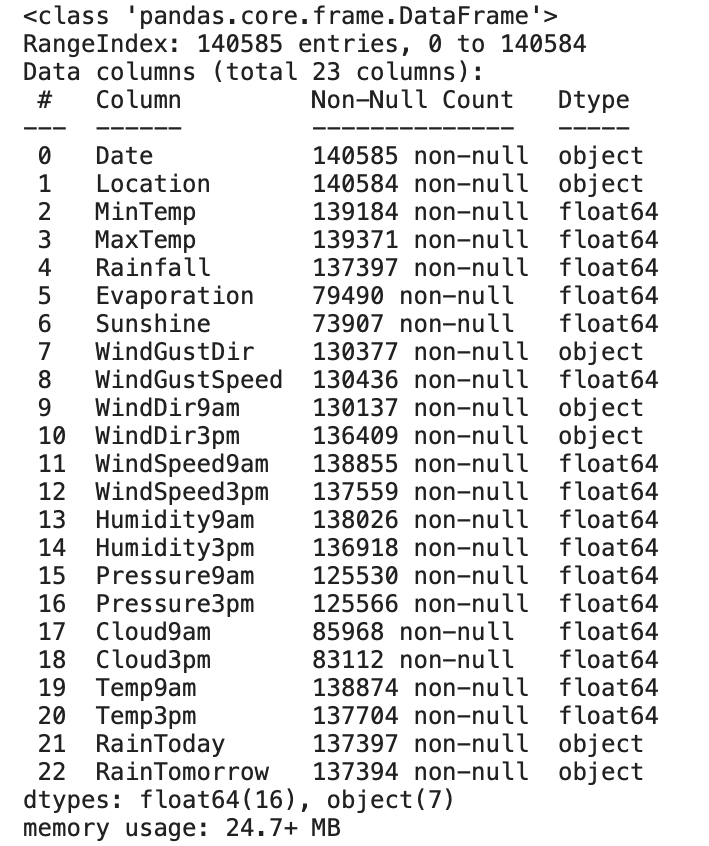 <class 'pandas.core.frame.DataFrame'>
RangeIndex: 140585 entries, 0 to 140584
Data columns (total 23 columns):
 #   Column         Non-Null Count   Dtype
---  ------         --------------   -----
 0   Date           140585 non-null  object
 1   Location       140584 non-null  object
 2   MinTemp        139184 non-null  float64
 3   MaxTemp        139371 non-null  float64
 4   Rainfall       137397 non-null  float64
 5   Evaporation    79490 non-null   float64
 6   Sunshine       73907 non-null   float64
 7   WindGustDir    130377 non-null  object
 8   WindGustSpeed  130436 non-null  float64
 9   WindDir9am     130137 non-null  object
 10  WindDir3pm     136409 non-null  object
 11  WindSpeed9am   138855 non-null  float64
 12  WindSpeed3pm   137559 non-null  float64
 13  Humidity9am    138026 non-null  float64
 14  Humidity3pm    136918 non-null  float64
 15  Pressure9am    125530 non-null  float64
 16  Pressure3pm    125566 non-null  float64
 17  Cloud9am       85968 non-null   float64
 18  Cloud3pm       83112 non-null   float64
 19  Temp9am        138874 non-null  float64
 20  Temp3pm        137704 non-null  float64
 21  RainToday      137397 non-null  object
 22  RainTomorrow   137394 non-null  object
dtypes: float64(16), object(7)
memory usage: 24.7+ MB